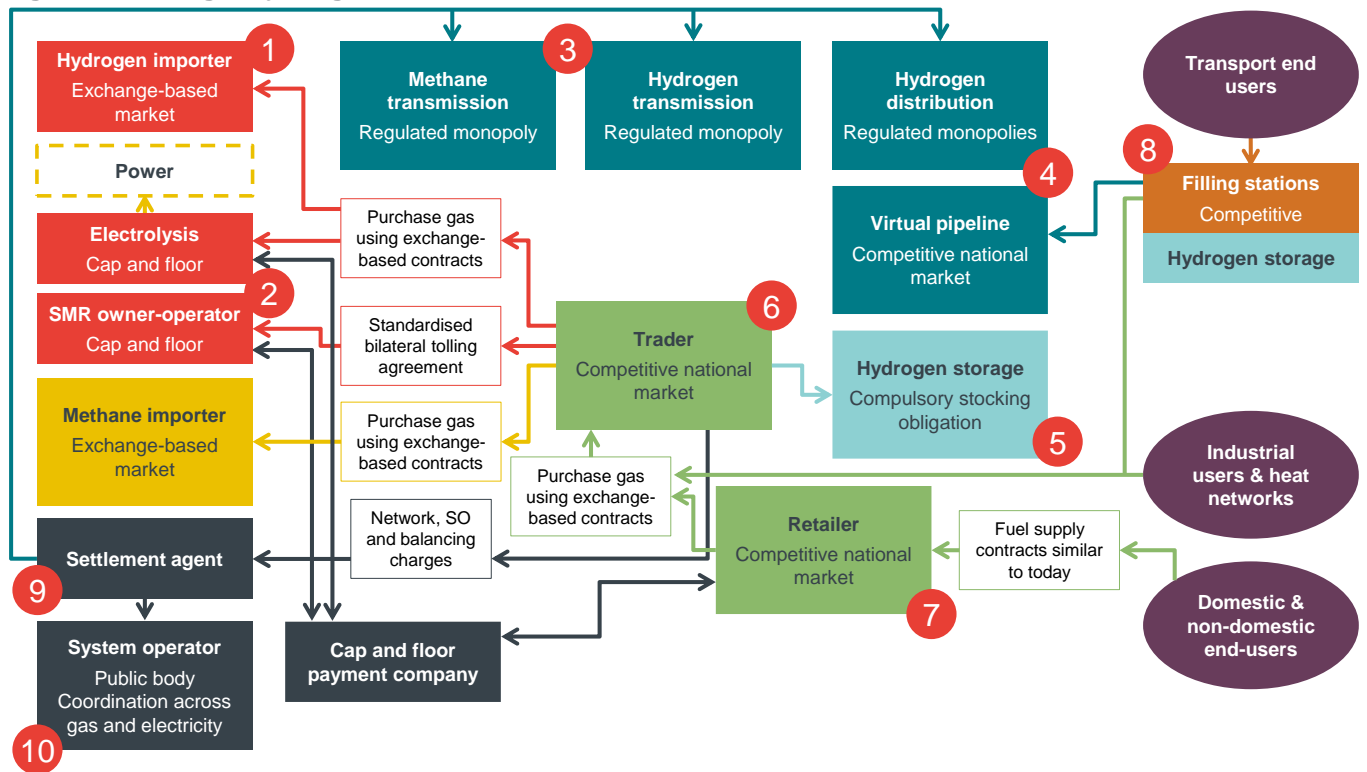 1
Hydrogen importer
Exchange-based
market
Power
Electrolysis
Cap and floor
2
SMR owner-operator
Cap and floor
Methane importer
Exchange-based
market
Settlement agent
9
System operator
Public body
Coordination across
gas and electricity
10
3
Methane
transmission
Regulated monopoly
Hydrogen
transmission
Regulated monopoly
Hydrogen
distribution
Regulated monopolies
4
Virtual pipeline
Competitive national
market
Purchase gas
using exchange-
based contracts
Standardised
bilateral tolling
agreement
Purchase gas
using exchange-
based contracts
Network, SO
and balancing
charges
Cap and floor
payment company
6
Trader
Competitive national
market
Purchase gas
using exchange-
based contracts
Hydrogen storage
Compulsory stocking
obligation
5
Retailer
Competitive national
market
7
Fuel supply
contracts similar
to today
Transport end
users
8
Filling stations
Competitive
Hydrogen storage
Industrial
users & heat
networks
Domestic &
non-domestic
end-users